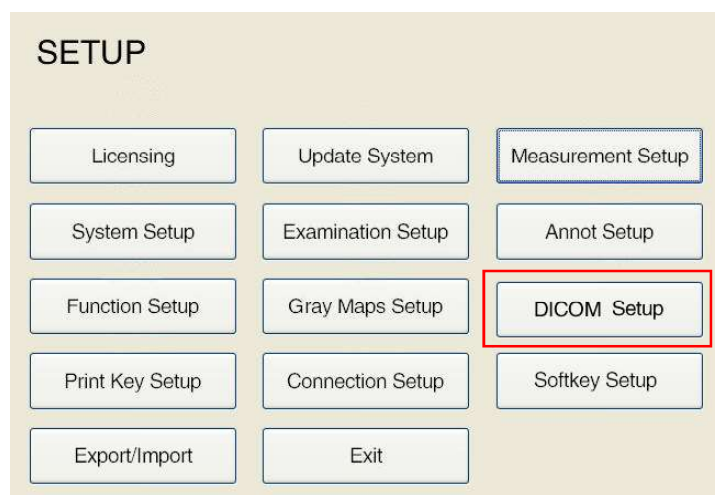 SETUP
Licensing
Update System
Measurement Setup
System Setup
Examination Setup
Annot Setup
Function Setup
Gray Maps Setup
DICOM Setup
Print Key Setup
Connection Setup
Softkey Setup
Export/Import
Exit